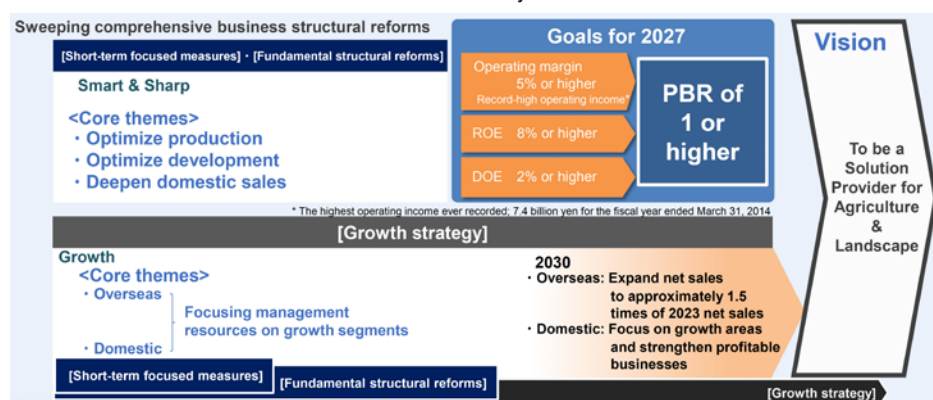 Sweeping comprehensive business structural reforms
[Short-term focused measures]・[Fundamental structural reforms]
Smart & Sharp
<Core themes>
・Optimize production
・Optimize development
・Deepen domestic sales
Goals for 2027
Operating margin
5% or higher
Record-high operating income*
ROE 8% or higher
DOE 2% or higher
PBR of
1 or
higher
* The highest operating income ever recorded; 7.4 billion yen for the fiscal year ended March 31, 2014
Vision
To be a
Solution
Provider for
Agriculture
&
Landscape
[Growth strategy]
Growth
<Core themes>
・Overseas
Focusing management
resources on growth segments
・Domestic
2030
・Overseas: Expand net sales
to approximately 1.5
times of 2023 net sales
・Domestic: Focus on growth areas
and strengthen profitable
businesses
[Short-term focused measures]
[Fundamental structural reforms]
[Growth strategy]